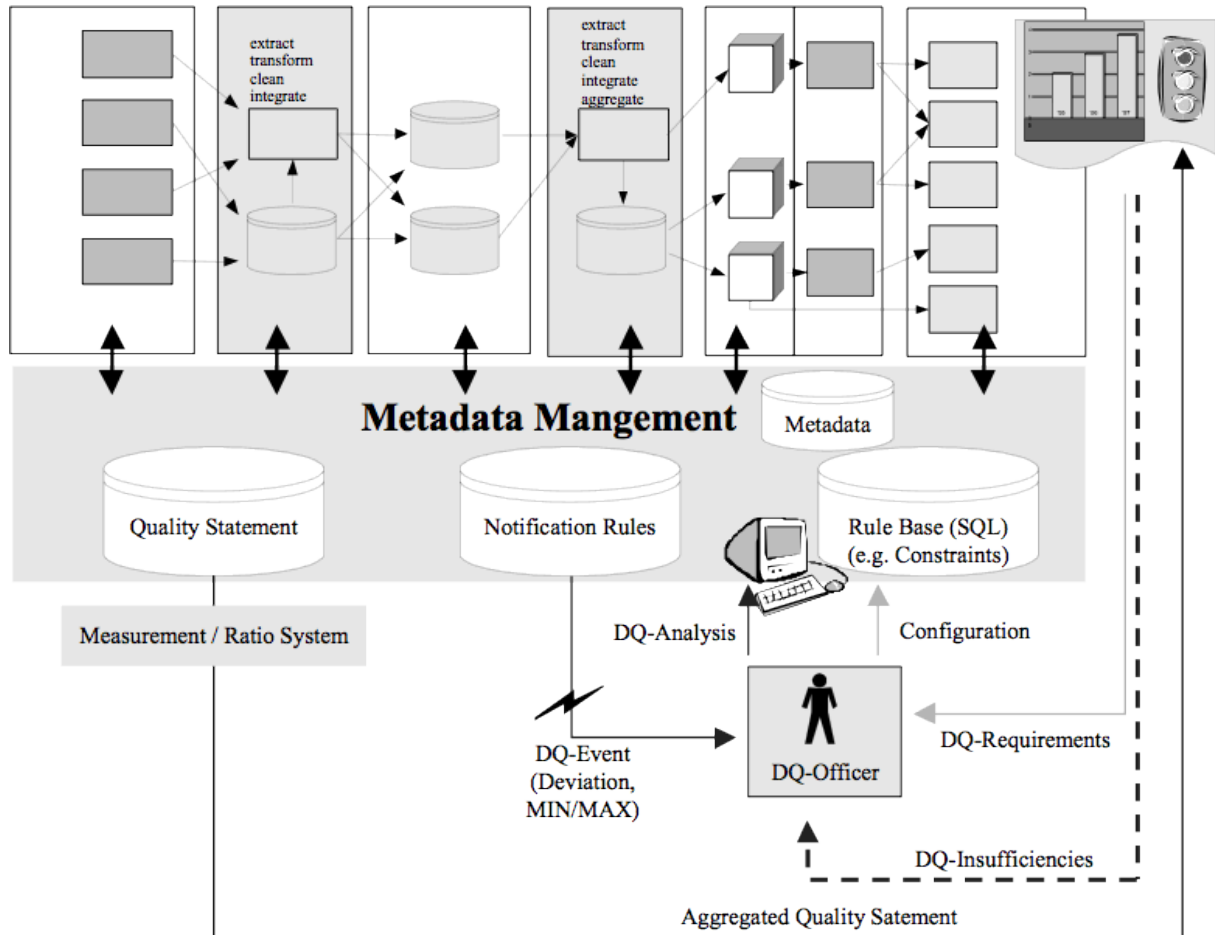 extract
transform
clean
integrate
extract
transform
clean
integrate
aggregate
Metadata Mangement
Metadata
Quality Statement
Notification Rules
Rule Base (SQL)
(e.g. Constraints)
Measurement / Ratio System
DQ-Analysis
Configuration
DQ-Event
(Deviation,
MIN/MAX)
DQ-Officer
DQ-Requirements
DQ-Insufficiencies
Aggregated Quality Satement